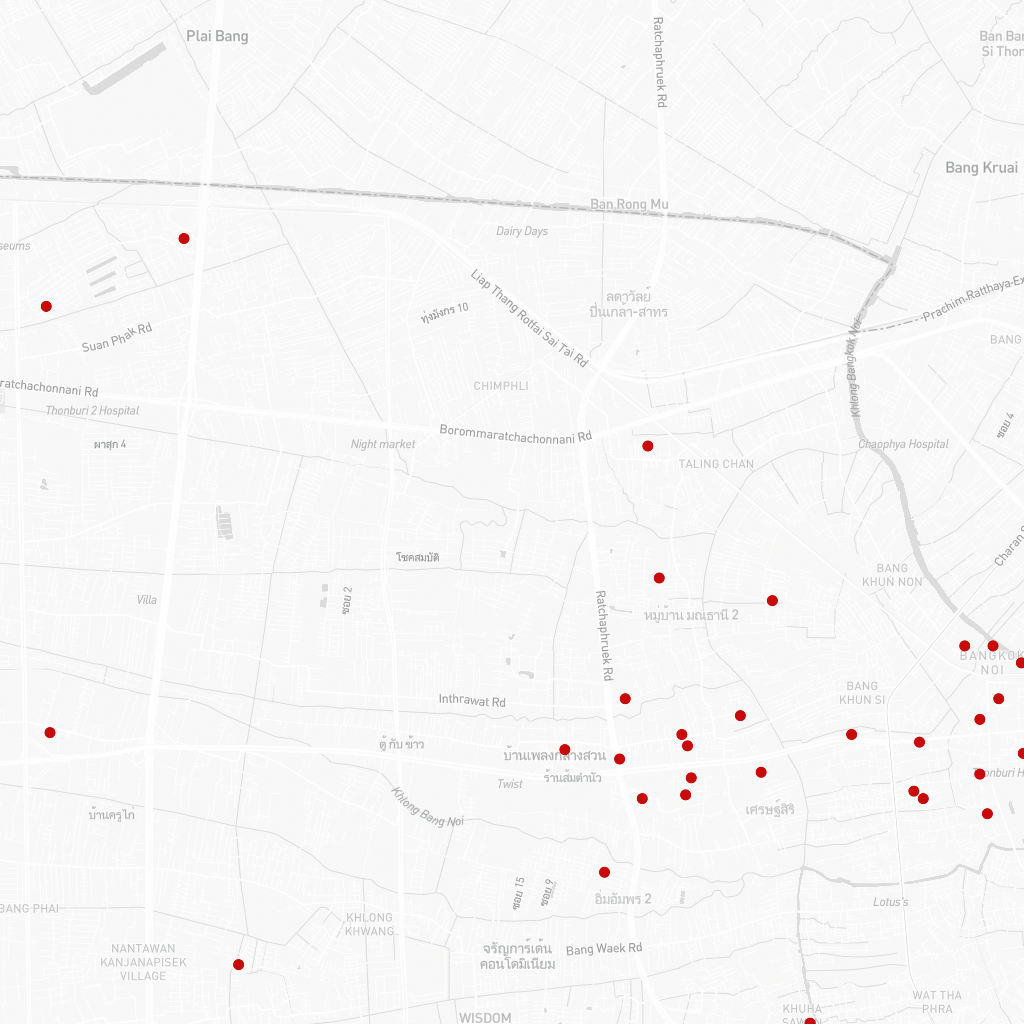 Plai Bang
Ratchaphruek Rd
Si Thon
Bang Kruai
Ban Rong Mu
Dairy Days
seums
Liap Thang Rotfai Sai Tai Rd
ลดาวัลย์
ปิ่นเกล้า-สาทร
Prachim Ratthaya Ex
ทุ่งมังกร 10
Suan Phak Rd
Khlong Bangkok Noi
BANG
CHIMPHLI
ratchachonnani Rd
Thonburi 2 Hospital
ผาสุก 4
Night market
Borommaratchachonnani Rd
ซอย 4
Chaophya Hospital
TALING CHAN
Charan S
โชคสมบัติ
BANG
KHUN NON
Villa
ซอย 2
Ratchaphruek Rd
หมู่บ้าน มณธานี 2
BANGKOK
NOI
BANG
KHUN SI
Inthrawat Rd
ตู้ กับ ข้าว
บ้านเพลงกลางสวน
ร้านส้มตำนัว
Twist
Thonburi H
Khlong Bang Noi
บ้านครูไก่
เศรษฐ์สิริ
ซอย 15
ซอย 9
อิ่มอัมพร 2
Lotus's
BANG PHAI
KHLONG
KHWANG
จรัญการ์เด้น
คอนโดมิเนียม
Bang Waek Rd
NANTAWAN
KANJANAPISEK
VILLAGE
WAT THA
PHRA
KHUHA
WISDOM